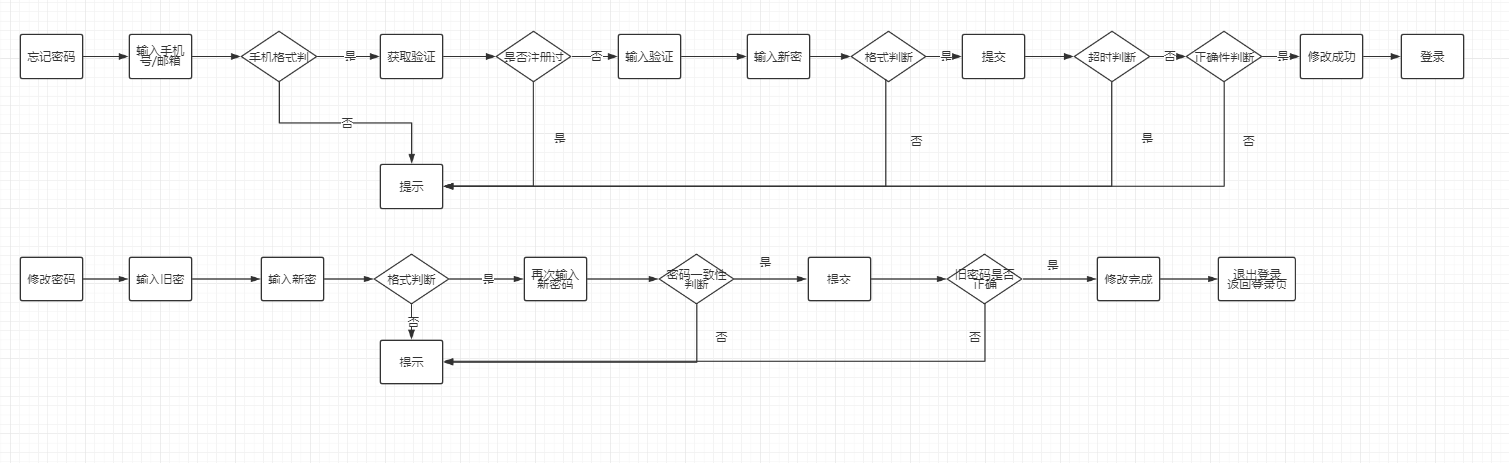 忘记密码
输入手机
号/邮箱
手机格式判
是
获取验证
是否注册过
否
输入验证
输入新密
格式判断
是
提交
超时判断
否
正确性判断
是
修改成功
登录
否
是
否
是
否
提示
修改密码
输入旧密
输入新密
格式判断
是
再次输入
新密码
密码一致性
判断
是
提交
旧密码是否
正确
是
修改完成
退出登录
返回登录页
否
否
否
提示